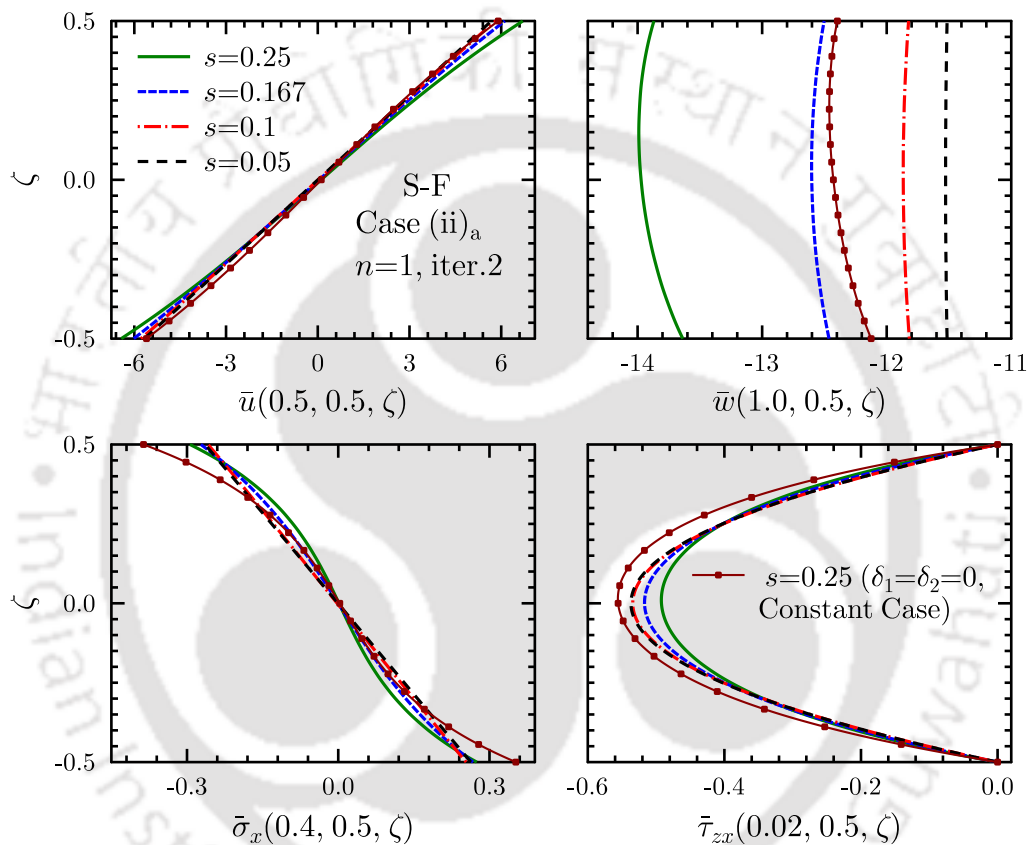 0.5
0.0
-0.5
ζ
s=0.25
s=0.167
s=0.1
s=0.05
S-F
Case (ii)a
n=1, iter.2
-6 -3 0 3 6
ū(0.5, 0.5, ζ)
-14 -13 -12 -11
w̄(1.0, 0.5, ζ)
0.5
0.0
-0.5
ζ
-0.3 0.0 0.3
σ̄x(0.4, 0.5, ζ)
s=0.25 (δ1=δ2=0,
Constant Case)
-0.6 -0.4 -0.2 0.0
τ̄zx(0.02, 0.5, ζ)
Indian Inst
Guwahati